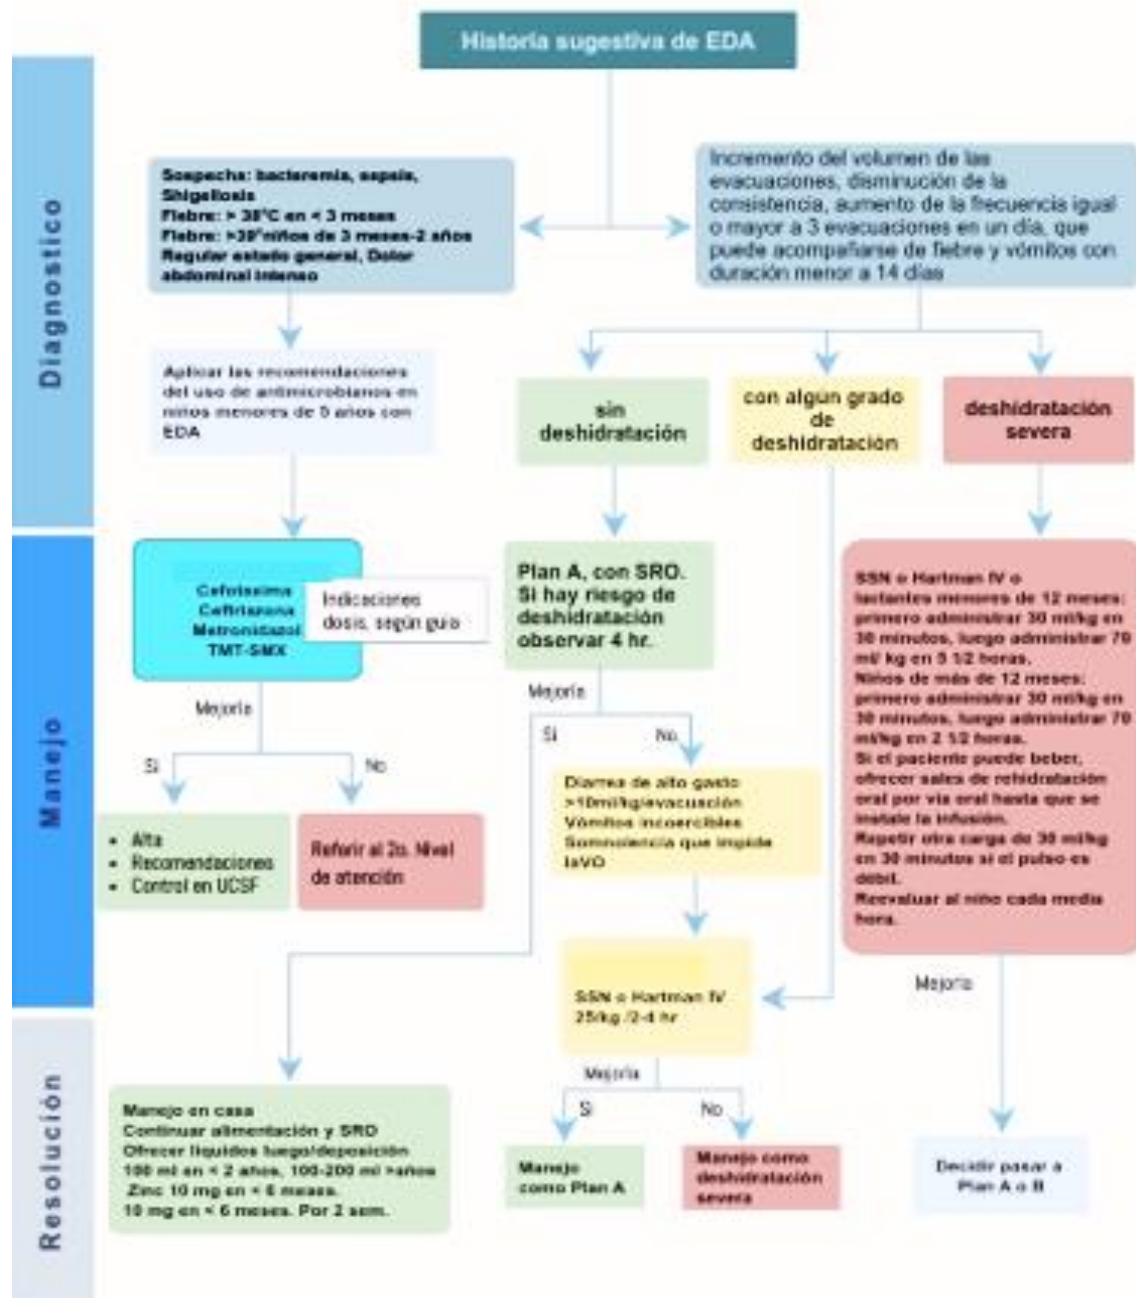 Historia sugestiva de EDA
Diagnostico
Sospecha: bacteremia, sepsis,
Shigellosis
Fiebre: > 38°C en < 3 meses
Fiebre: >39°niños de 3 meses-2 años
Regular estado general, Dolor
abdominal intenso
Incremento del volumen de las
evacuaciones, disminución de la
consistencia, aumento de la frecuencia igual
o mayor a 3 evacuaciones en un día, que
puede acompañarse de fiebre y vómitos con
duración menor a 14 días
Aplicar las recomendaciones
del uso de antimicrobianos en
niños menores de 5 años con
EDA
sin
deshidratación
con algún grado
de
deshidratación
deshidratación
severa
Manejo
Cefotaxima
Ceftriazona
Metronidazol
TMT-SMX
Indicaciones
dosis, según guia
Mejoría
Si
No
• Alta
• Recomendaciones
• Control en UCSF
Referir al 2o. Nivel
de atención
Plan A, con SRO.
Si hay riesgo de
deshidratación
observar 4 hr.
Mejoría
Si
No
Diarrea de alto gasto
>10ml/kg/evacuación
Vómitos incoercibles
Somnolencia que impide
laVO
SSN o Hartman IV
25/kg /2-4 hr
Mejoría
Si
No
SSN o Hartman IV o
lactantes menores de 12 meses:
primero administrar 30 ml/kg en
30 minutos, luego administrar 70
ml/ kg en 5 1/2 horas.
Niños de más de 12 meses:
primero administrar 30 ml/kg en
30 minutos, luego administrar 70
ml/kg en 2 1/2 horas.
Si el paciente puede beber,
ofrecer sales de rehidratación
oral por vía oral hasta que se
instale la infusión.
Repetir otra carga de 30 ml/kg
en 30 minutos si el pulso es
débil.
Reevaluar al niño cada media
hora.
Mejoría
Resolución
Manejo en casa
Continuar alimentación y SRO
Ofrecer líquidos luego/deposición
100 ml en < 2 años, 100-200 ml >años
Zinc 10 mg en < 6 meses.
10 mg en < 6 meses. Por 2 sem.
Manejo
como Plan A
Manejo como
deshidratación
severa
Decidir pasar a
Plan A o B